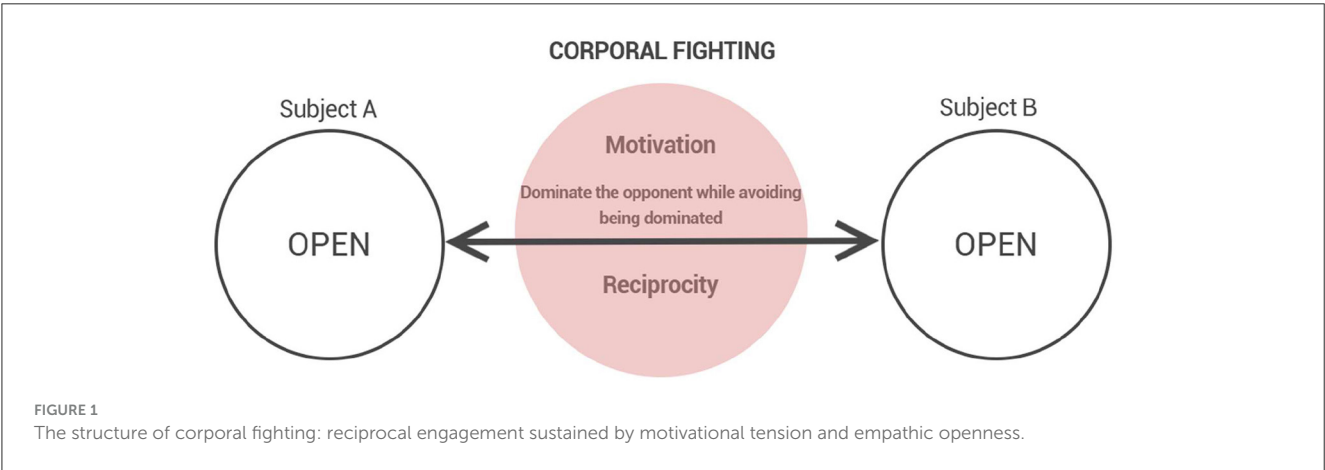 CORPORAL FIGHTING
Subject A
Subject B
Motivation
Dominate the opponent while avoiding
being dominated
OPEN
OPEN
Reciprocity
FIGURE 1
The structure of corporal fighting: reciprocal engagement sustained by motivational tension and empathic openness.